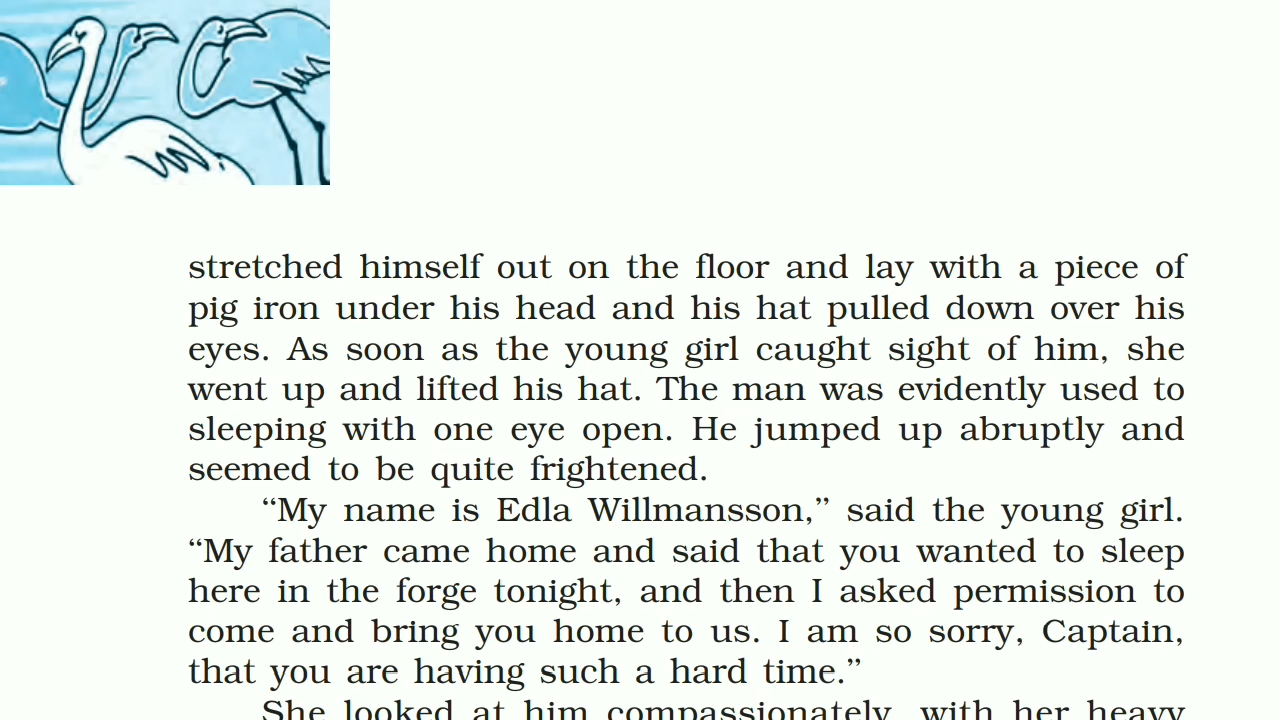 stretched himself out on the floor and lay with a piece of
pig iron under his head and his hat pulled down over his
eyes. As soon as the young girl caught sight of him, she
went up and lifted his hat. The man was evidently used to
sleeping with one eye open. He jumped up abruptly and
seemed to be quite frightened.
“My name is Edla Willmansson,” said the young girl.
“My father came home and said that you wanted to sleep
here in the forge tonight, and then I asked permission to
come and bring you home to us. I am so sorry, Captain,
that you are having such a hard time.”
She looked at him compassionately, with her heavy